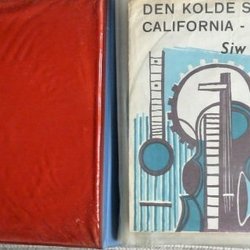 DEN KOLDE S
CALIFORNIA -
Siw